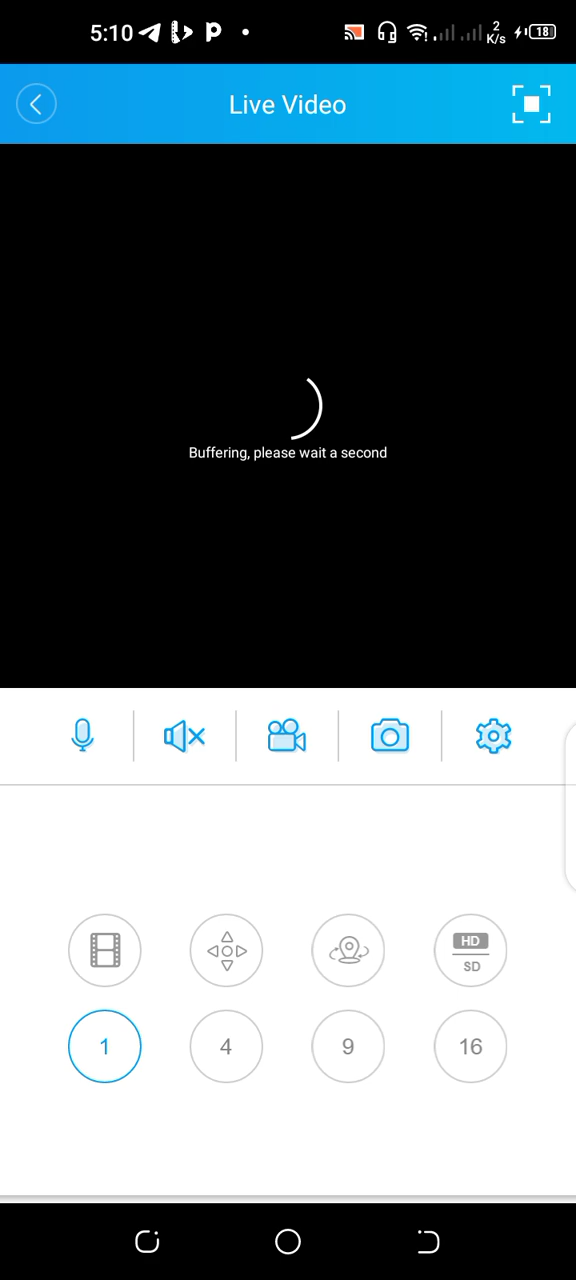 5:10
2
K/s
18
Live Video
Buffering, please wait a second
HD
SD
1
4
9
16